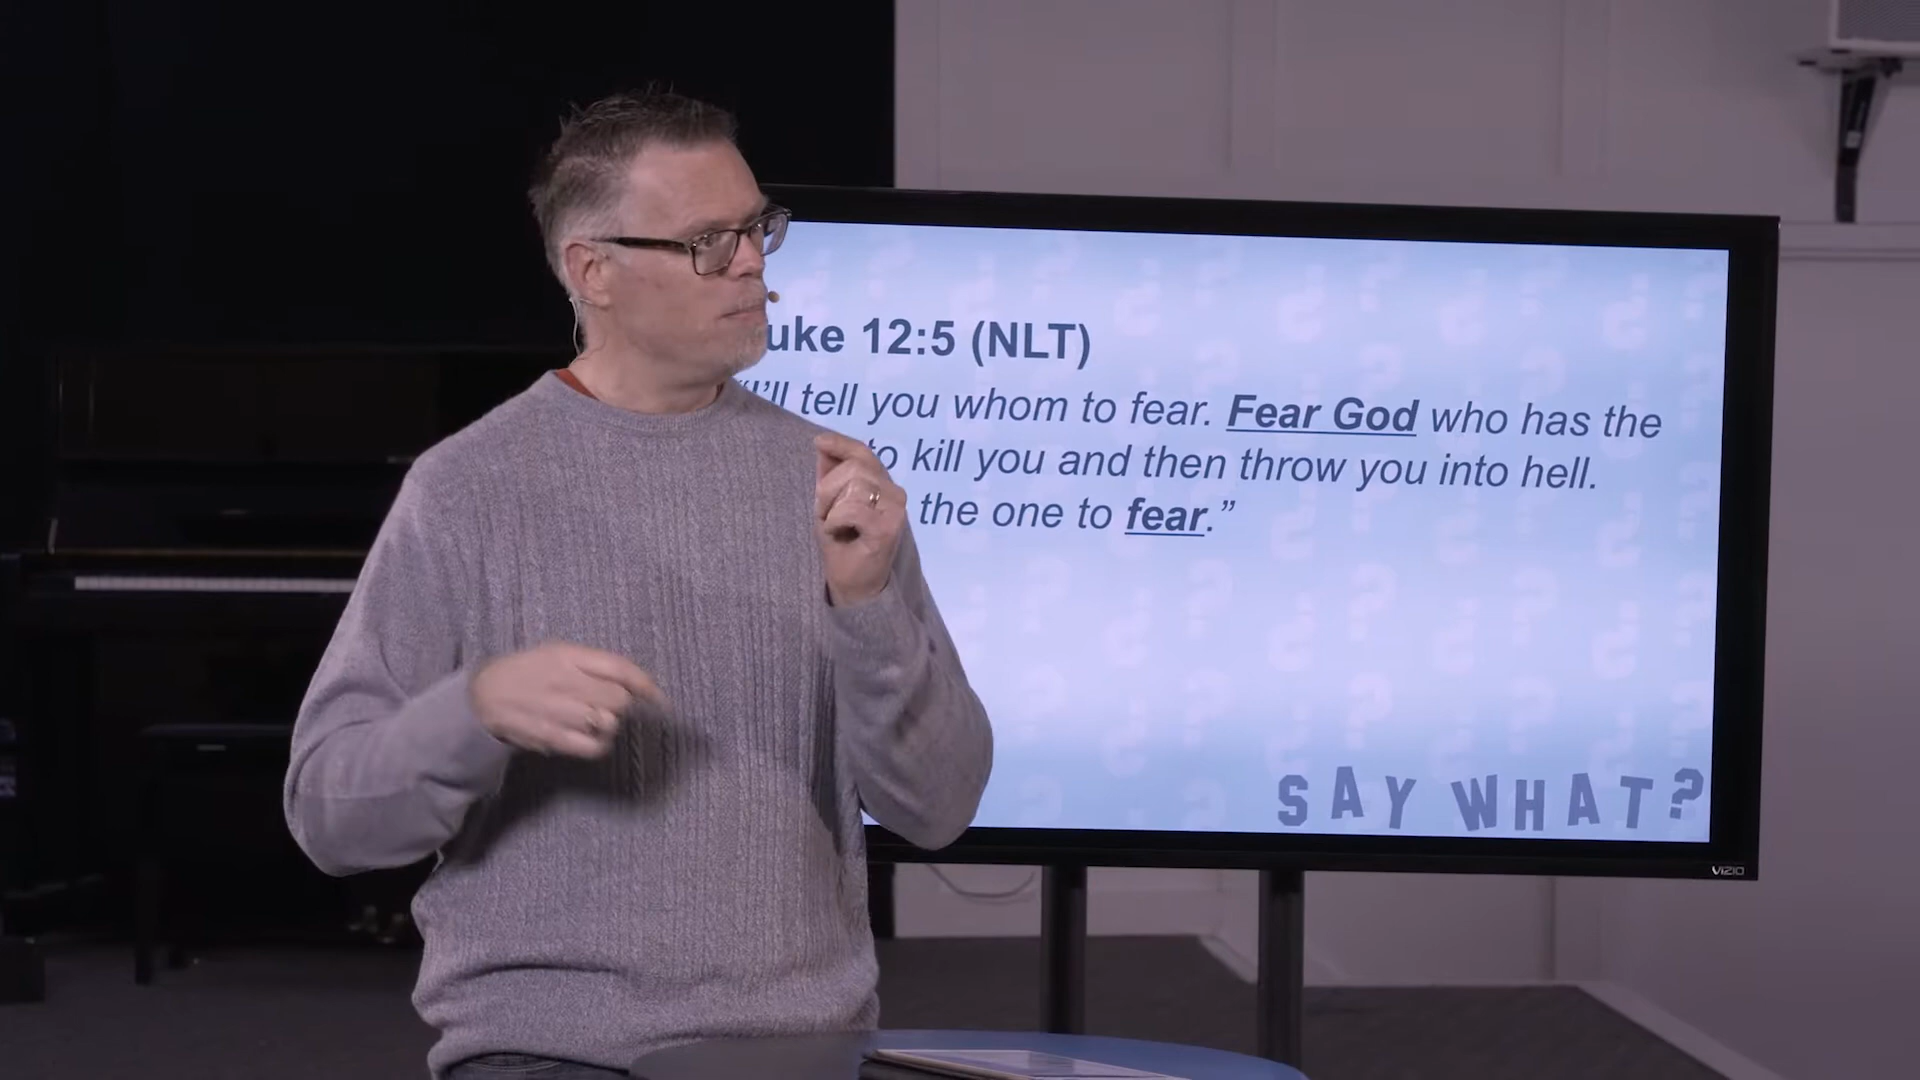 uke 12:5 (NLT)
“I’ll tell you whom to fear. Fear God who has the
to kill you and then throw you into hell.
the one to fear.”
SAY WHAT?
VIZIO